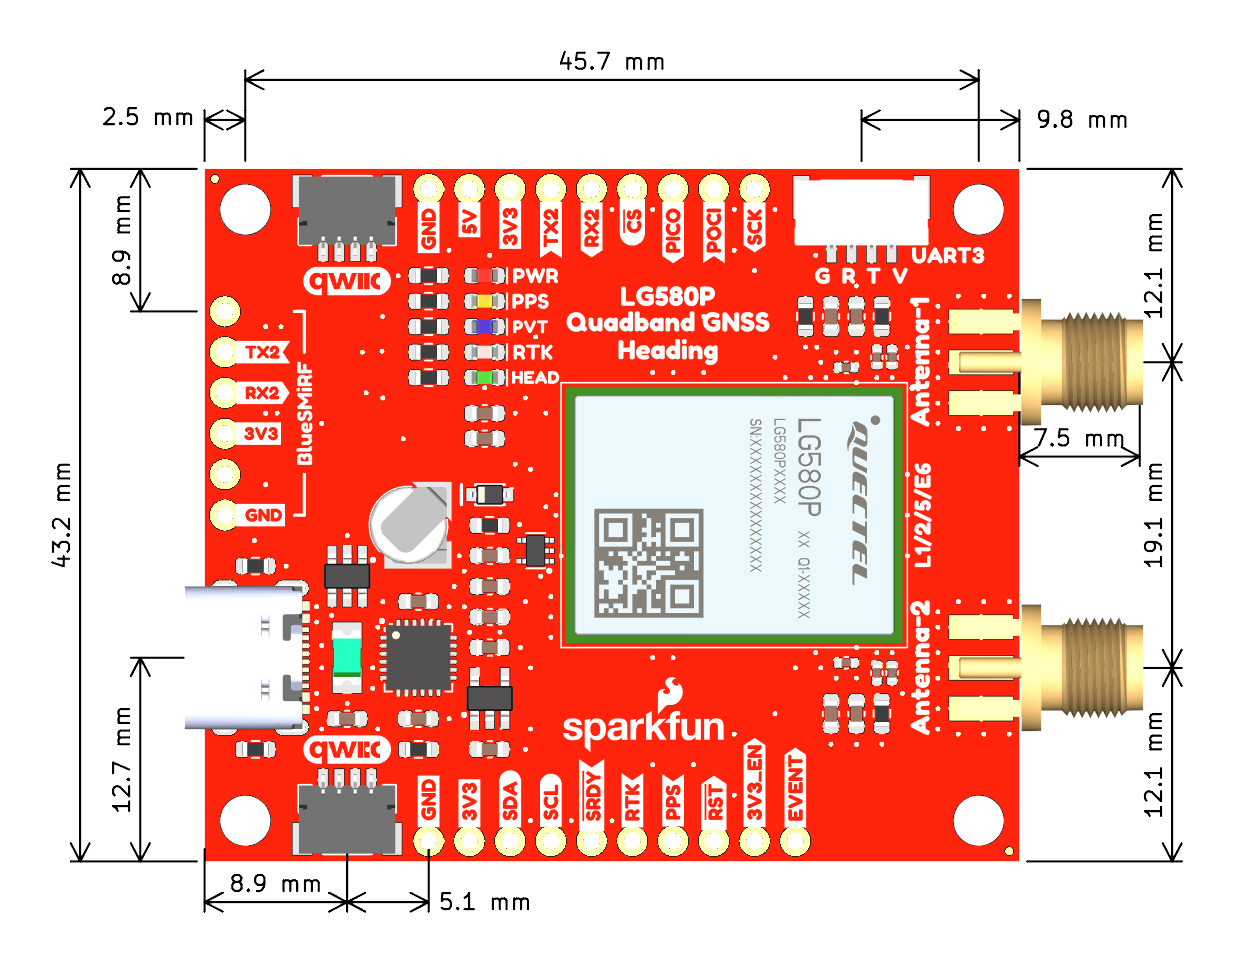 45.7 mm
2.5 mm
9.8 mm
8.9 mm
12.1 mm
43.2 mm
GND
5V
3V3
TX2
RX2
CS
PICO
POCI
SCK
UART3
G R T V
qwiic
PWR
PPS
PVT
RTK
HEAD
LG580P
Quadband GNSS
Heading
TX2
RX2
3V3
GND
BlueSMiRF
Antenna-1
7.5 mm
19.1 mm
L1/2/5/E6
QUECTEL
LG580P XX Q1-XXXXX
LG580PXXXX
SN:XXXXXXXXXXXXXXX
Antenna-2
12.7 mm
12.1 mm
sparkfun
qwiic
GND
3V3
SDA
SCL
SRDY
RTK
PPS
RST
3V3_EN
EVENT
8.9 mm
5.1 mm